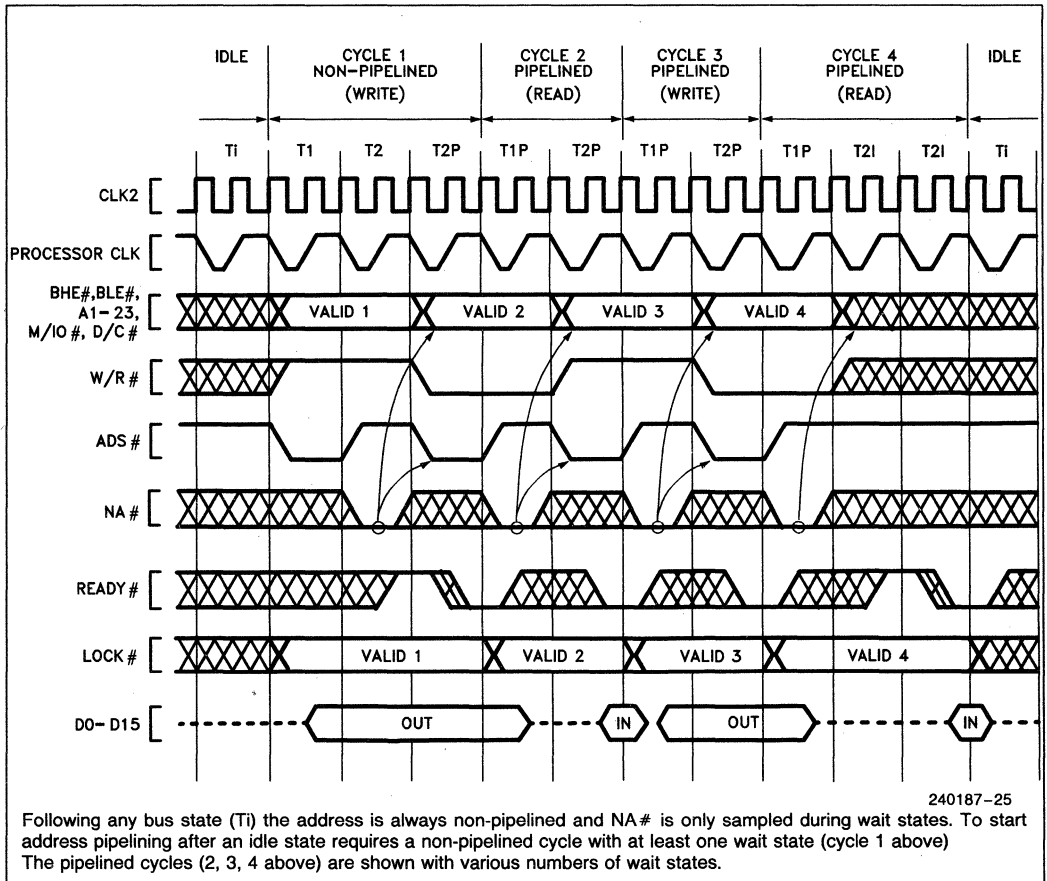 IDLE
CYCLE 1
NON-PIPELINED
(WRITE)
CYCLE 2
PIPELINED
(READ)
CYCLE 3
PIPELINED
(WRITE)
CYCLE 4
PIPELINED
(READ)
IDLE
Ti T1 T2 T2P T1P T2P T1P T2P T1P T2I T2I Ti
CLK2
PROCESSOR CLK
BHE#,BLE#,
A1-23,
M/IO #, D/C #
VALID 1 VALID 2 VALID 3 VALID 4
W/R #
ADS #
NA #
READY #
LOCK #
VALID 1 VALID 2 VALID 3 VALID 4
D0-D15
OUT IN OUT IN
240187-25
Following any bus state (Ti) the address is always non-pipelined and NA# is only sampled during wait states. To start
address pipelining after an idle state requires a non-pipelined cycle with at least one wait state (cycle 1 above)
The pipelined cycles (2, 3, 4 above) are shown with various numbers of wait states.